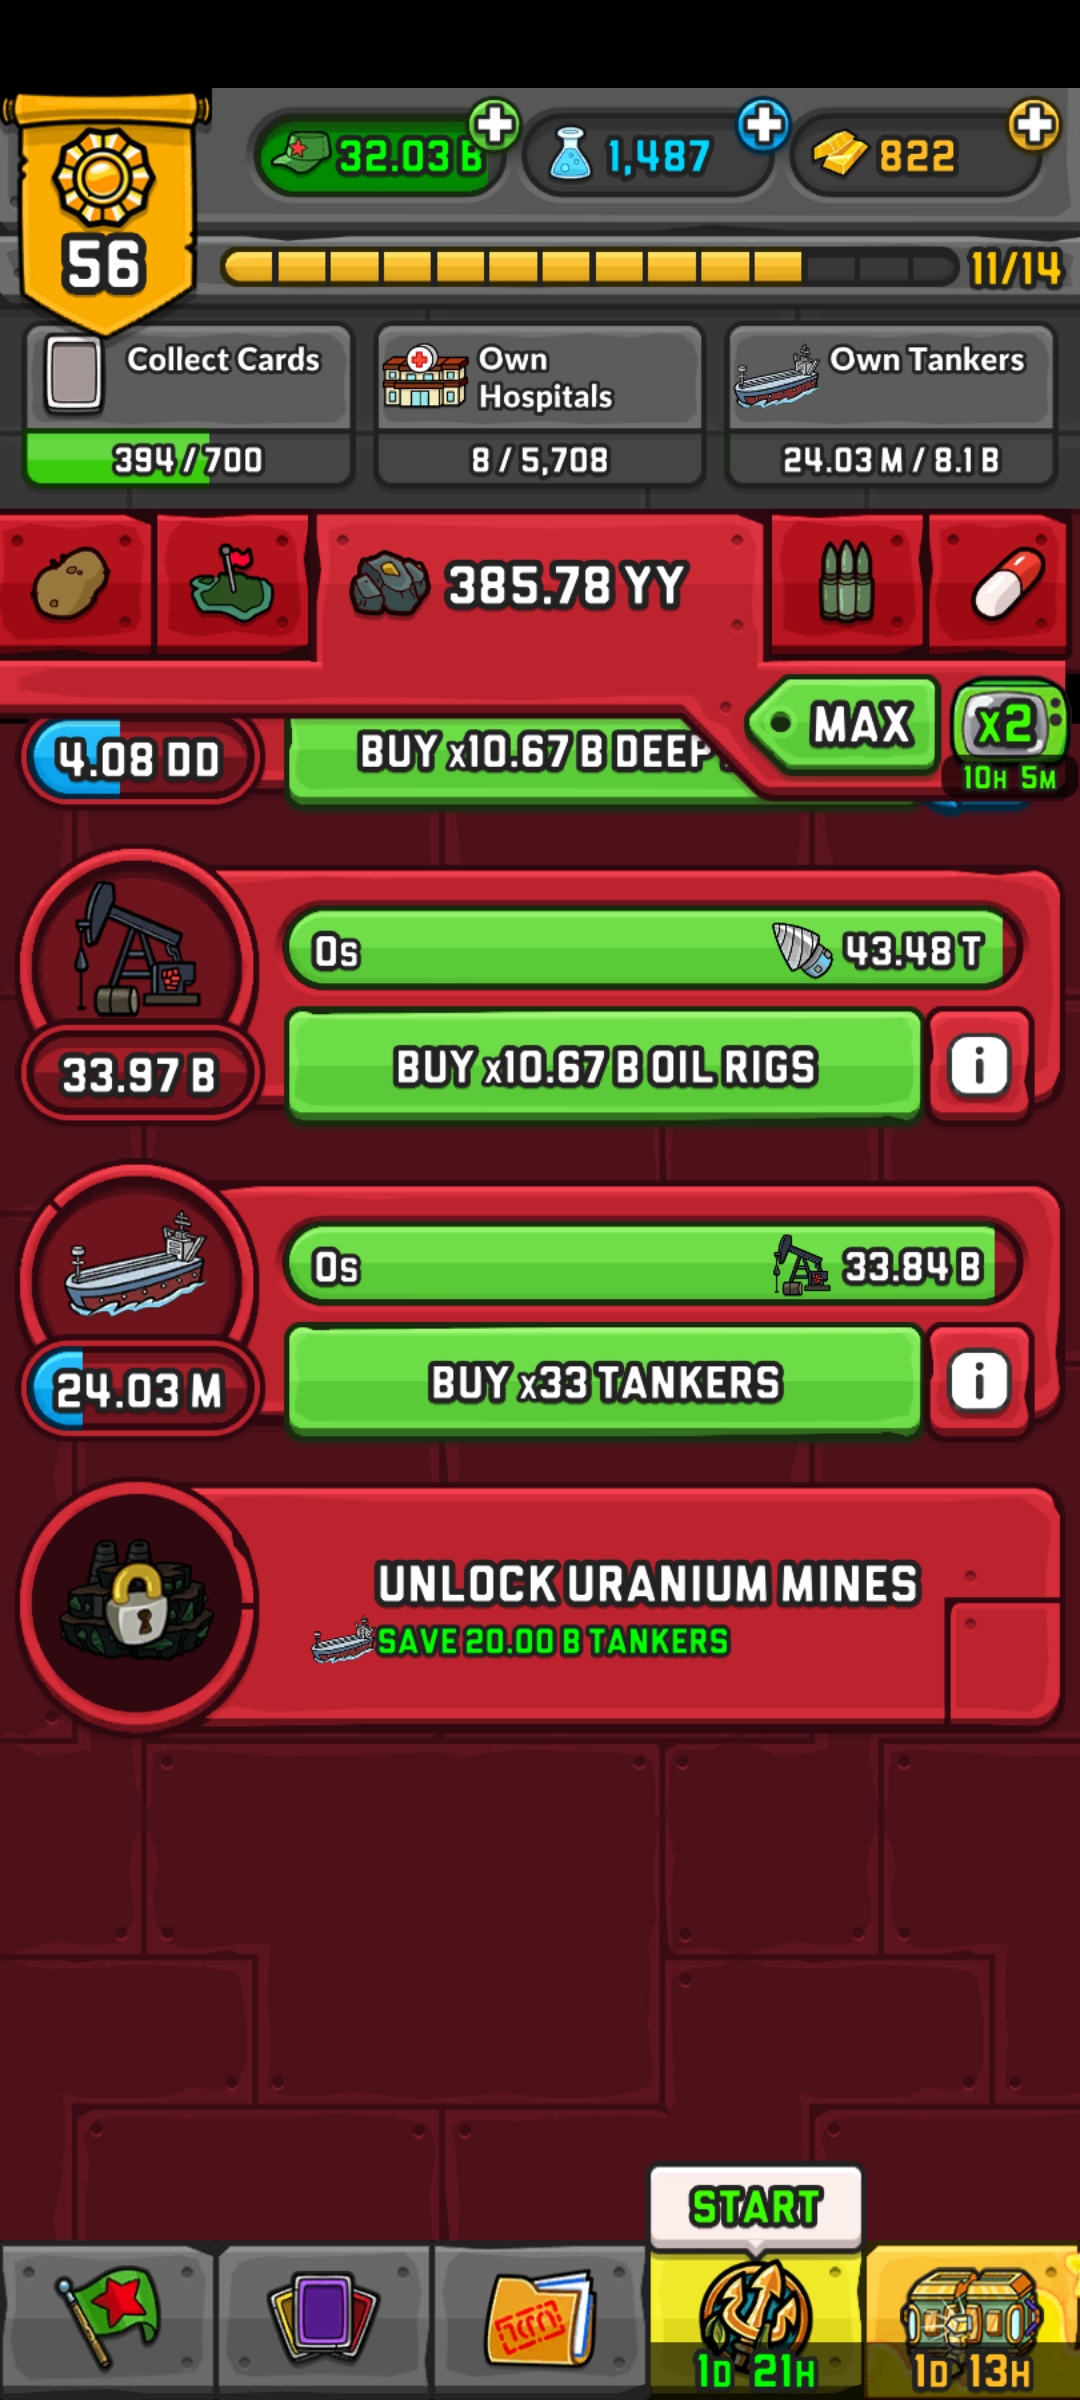 32.03 B
1,487
822
56
11/14
Collect Cards
394/700
Own
Hospitals
8/5,708
Own Tankers
24.03 M/8.1 B
385.78 YY
MAX
x2
10H 5M
4.08 DD
BUY x10.67 B DEEP
0s
43.48 T
33.97 B
BUY x10.67 B OIL RIGS
i
0s
33.84 B
24.03 M
BUY x33 TANKERS
i
UNLOCK URANIUM MINES
SAVE 20.00 B TANKERS
START
1D 21H
1D 13H